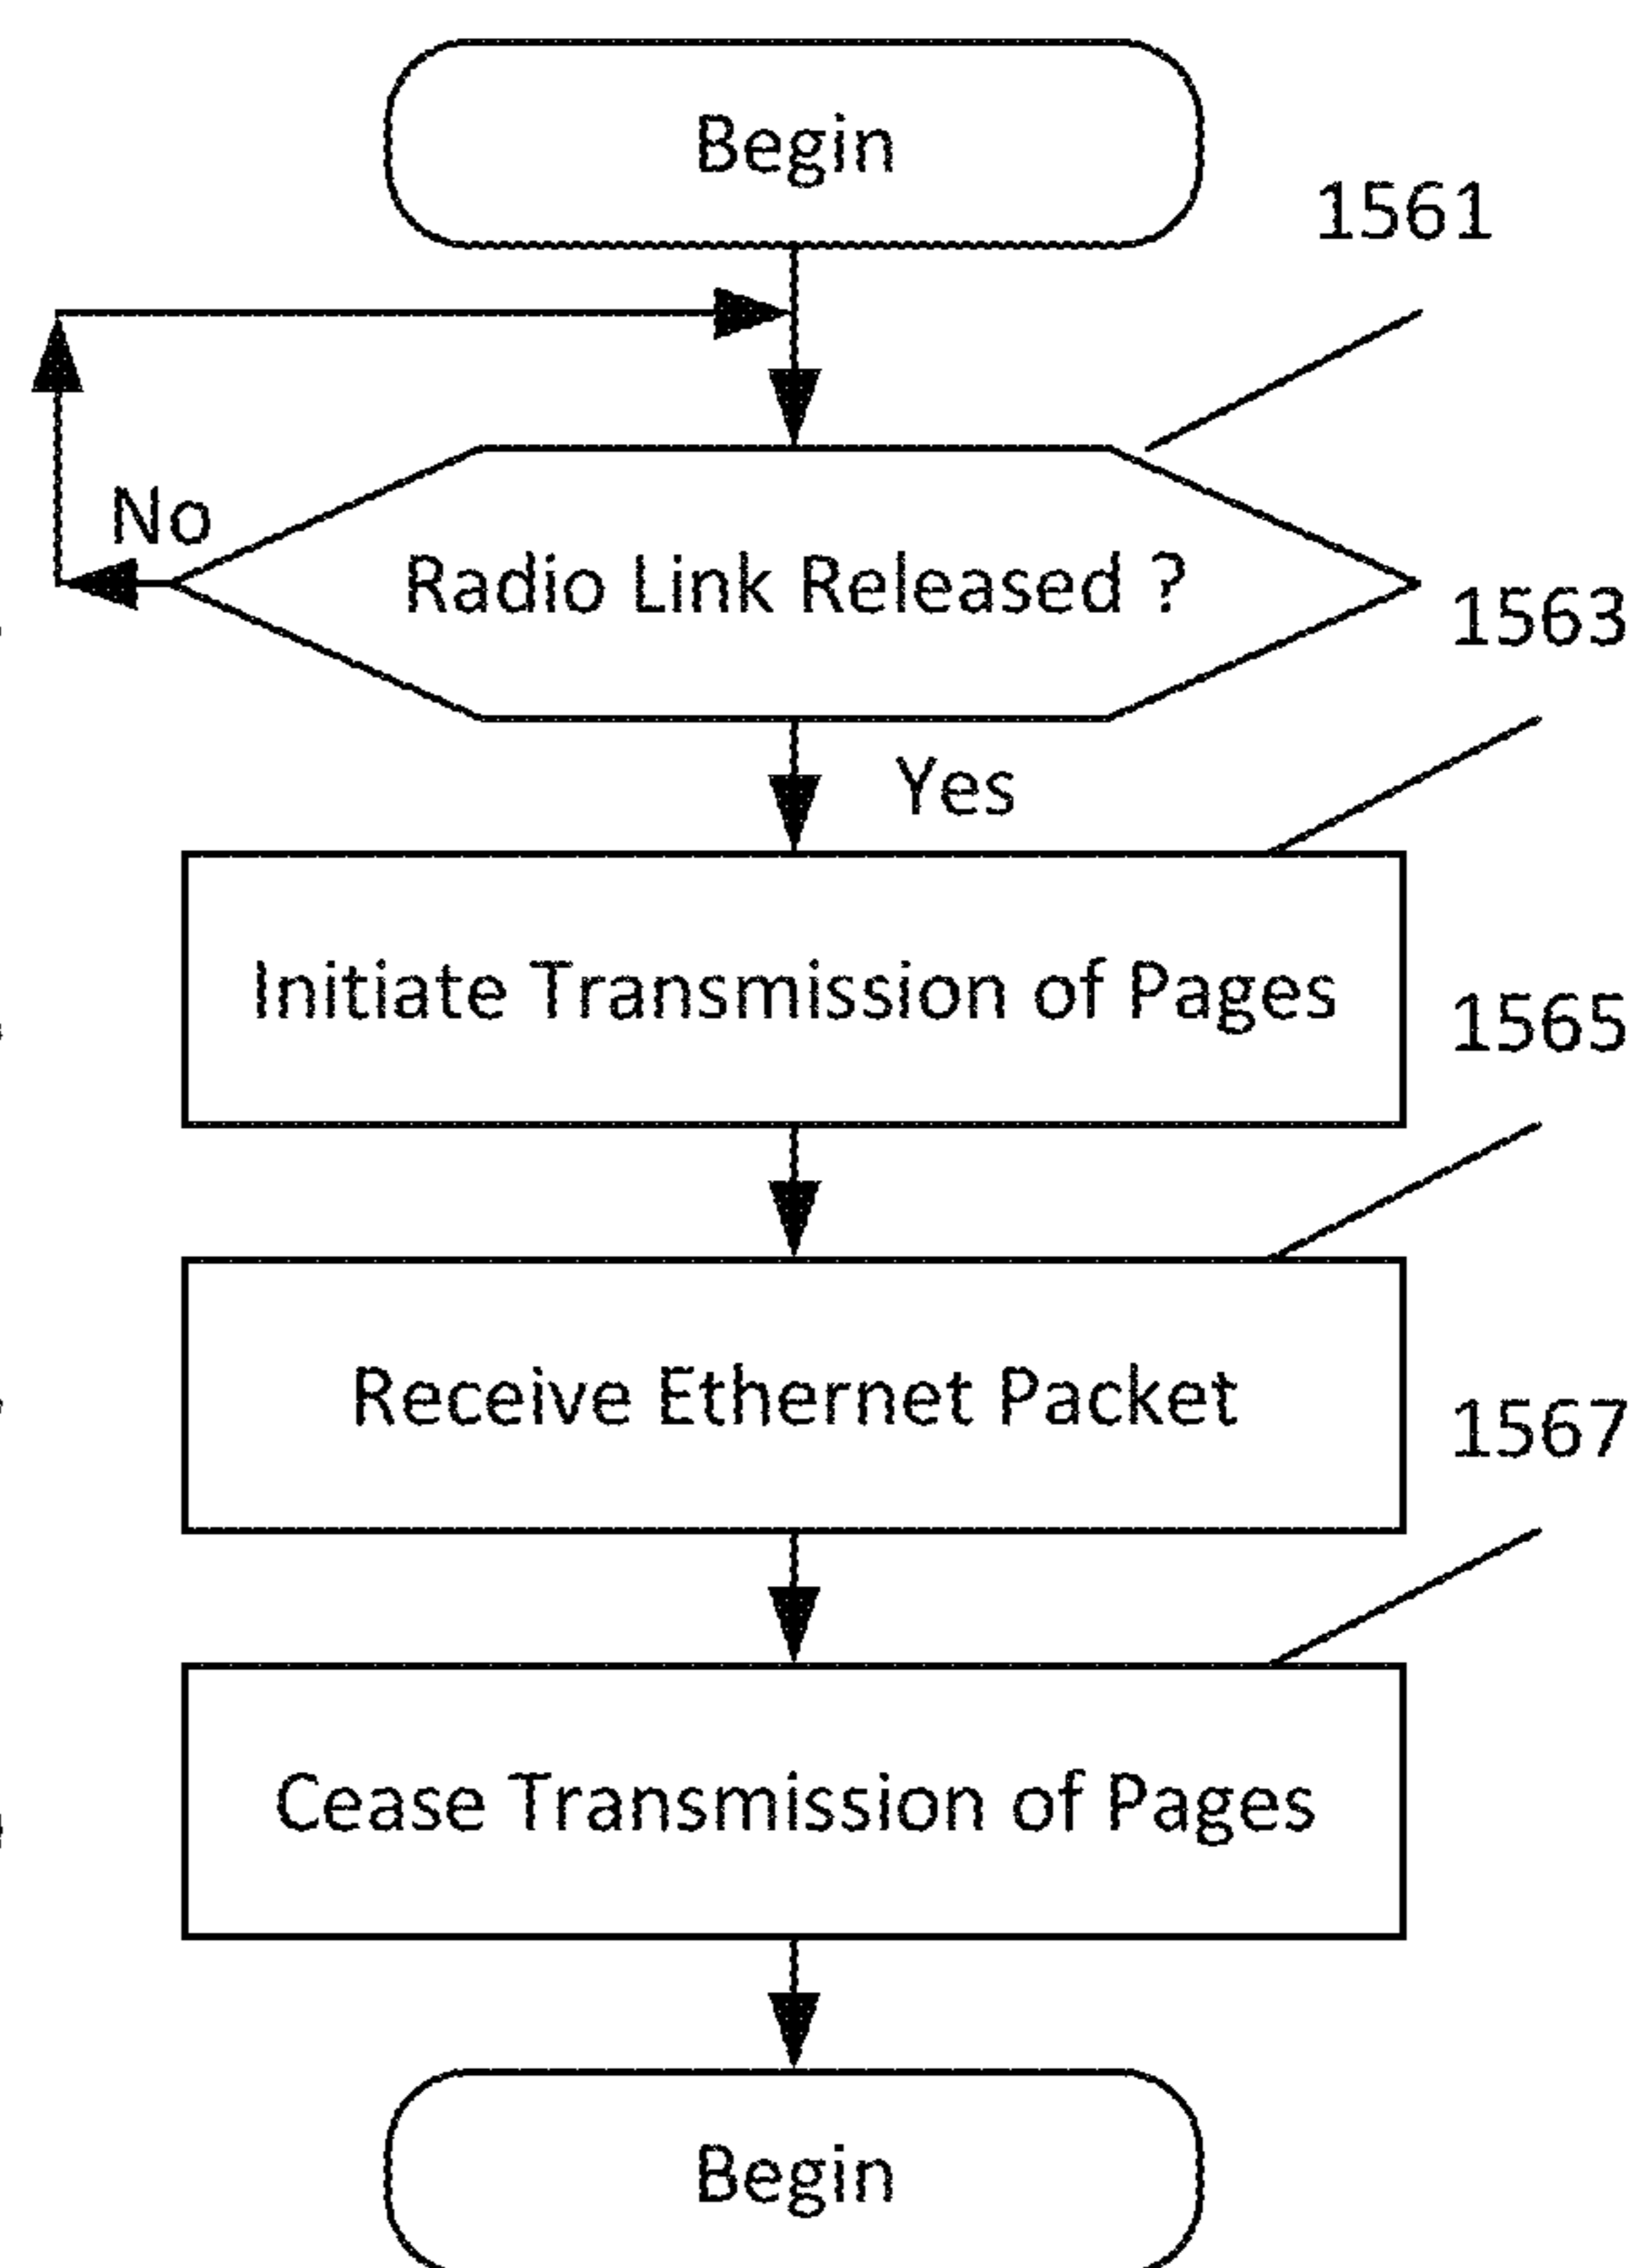 Begin
1561
No
Radio Link Released ?
1563
Yes
Initiate Transmission of Pages
1565
Receive Ethernet Packet
1567
Cease Transmission of Pages
Begin